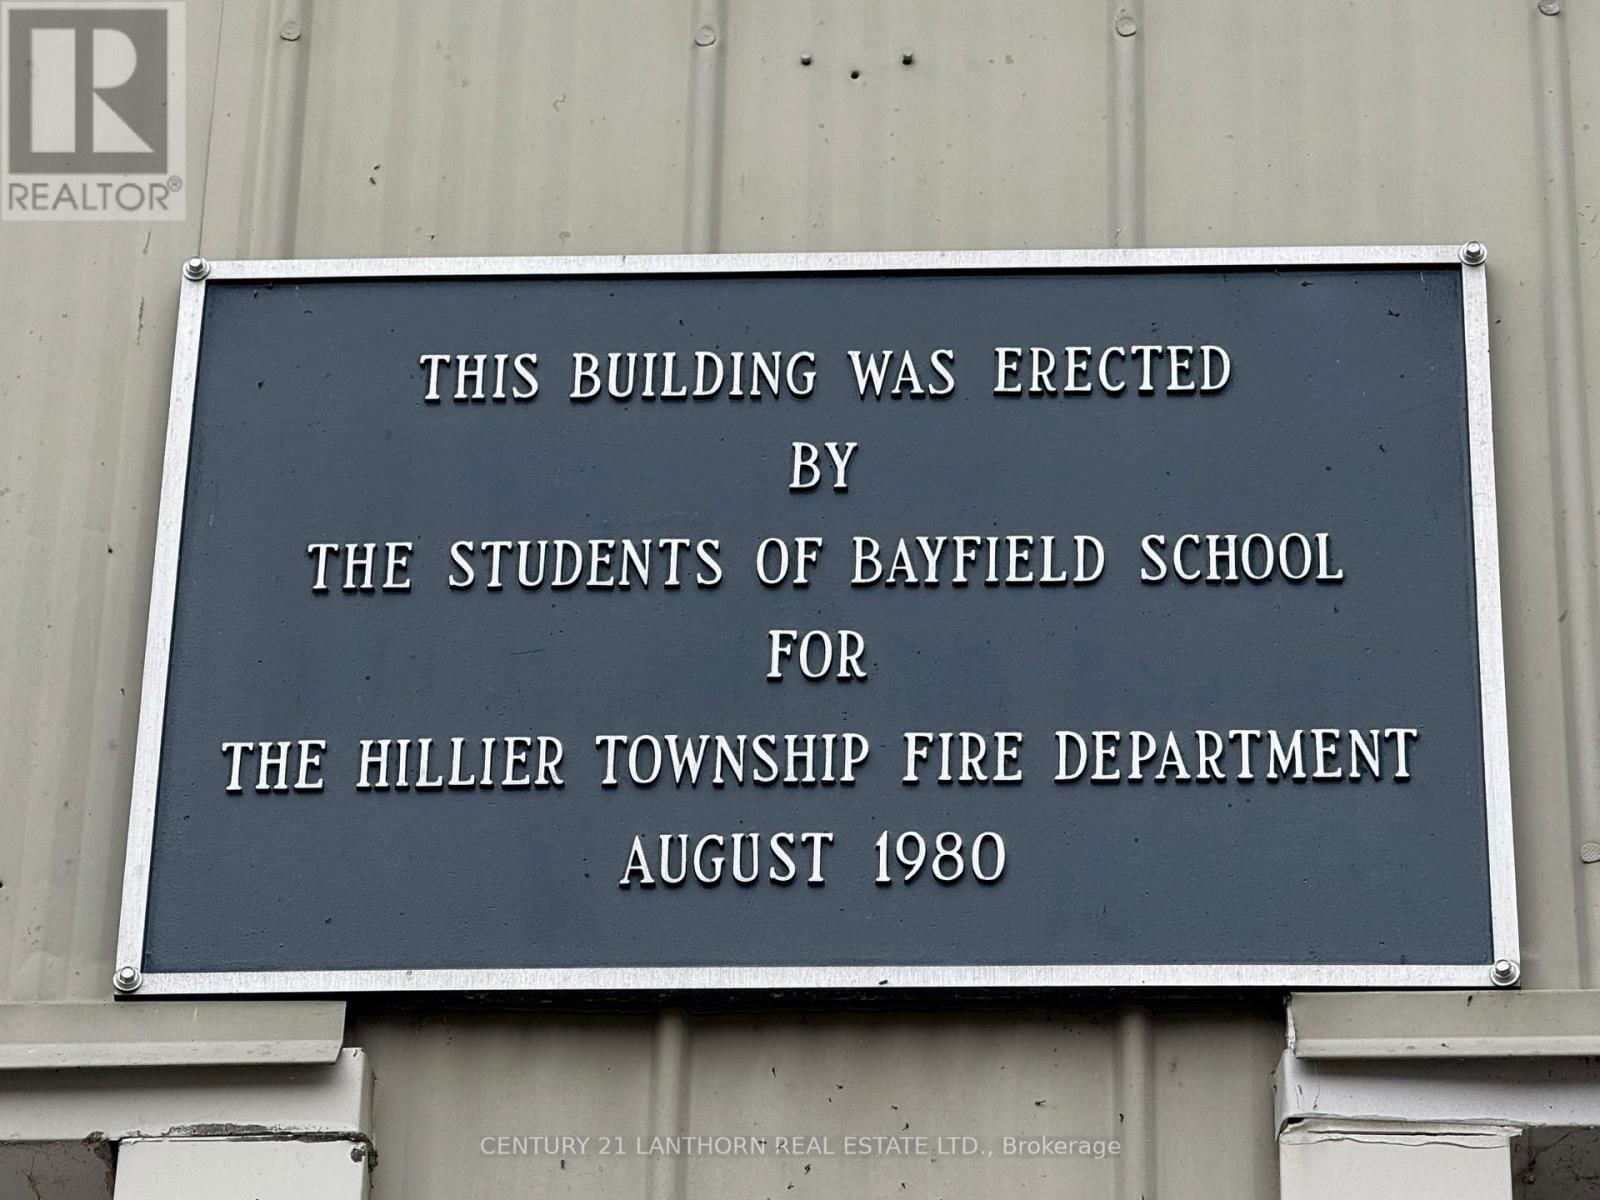 REALTOR®
THIS BUILDING WAS ERECTED
BY
THE STUDENTS OF BAYFIELD SCHOOL
FOR
THE HILLIER TOWNSHIP FIRE DEPARTMENT
AUGUST 1980
CENTURY 21 LANTHORN REAL ESTATE LTD., Brokerage